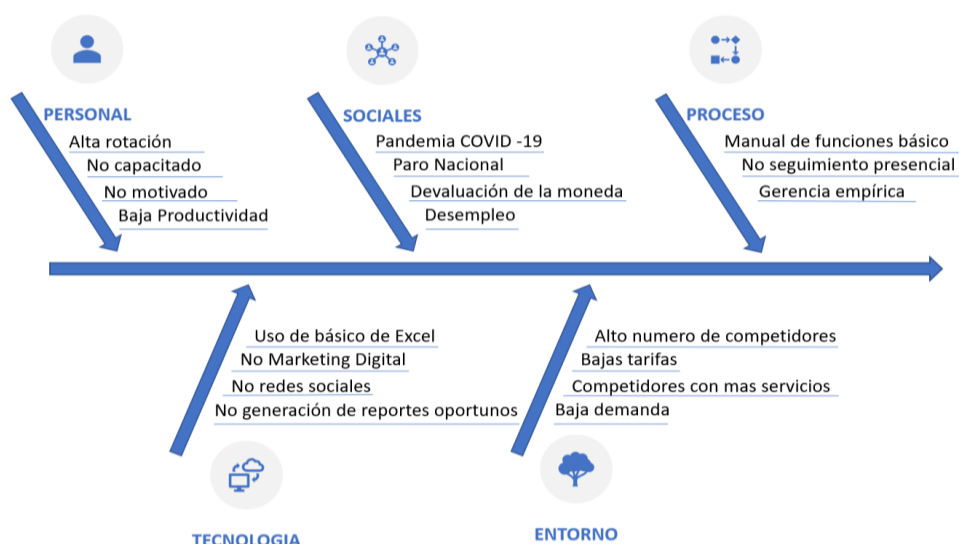 PERSONAL
Alta rotación
No capacitado
No motivado
Baja Productividad
SOCIALES
Pandemia COVID -19
Paro Nacional
Devaluación de la moneda
Desempleo
PROCESO
Manual de funciones básico
No seguimiento presencial
Gerencia empírica
Uso de básico de Excel
No Marketing Digital
No redes sociales
No generación de reportes oportunos
TECNOLOGIA
Alto numero de competidores
Bajas tarifas
Competidores con mas servicios
Baja demanda
ENTORNO